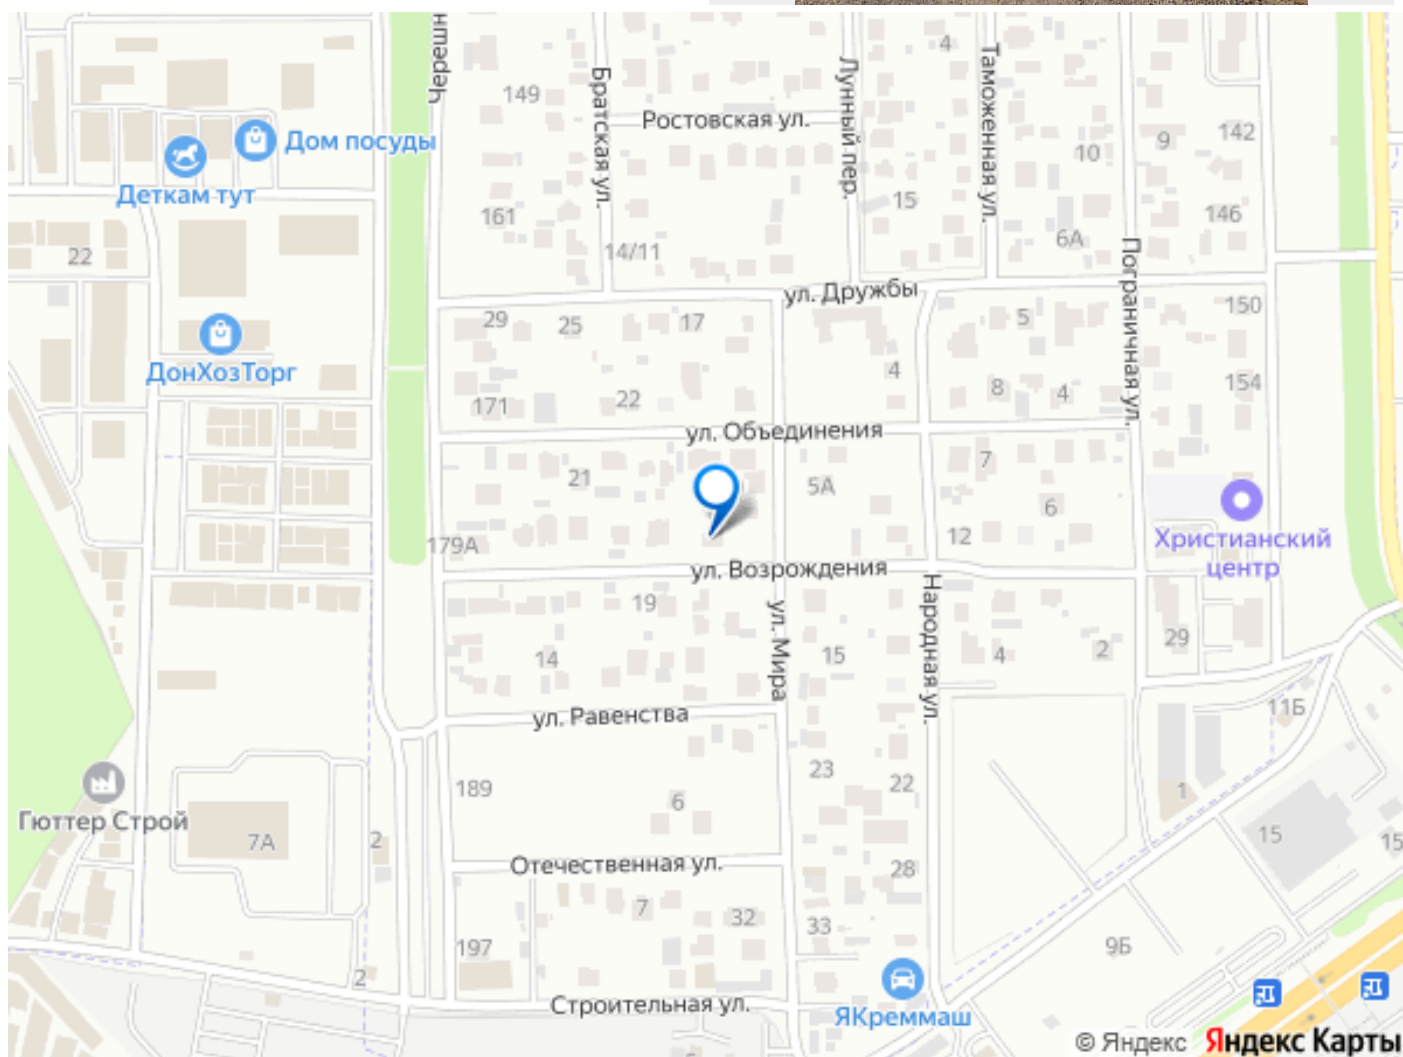 Черемш
Братская ул.
149
Ростовская ул.
Лунный пер.
4
Таможенная ул.
10
9
142
Дом посуды
Деткам тут
161
14/11
15
6А
146
22
Пограничная ул.
ул. Дружбы
29
25
17
5
150
ДонХозТорг
171
22
4
8
4
154
ул. Объединения
21
5А
7
6
12
Христианский
центр
179А
ул. Возрождения
19
ул. Мира
Народная ул.
14
15
4
2
29
ул. Равенства
11Б
189
23
22
1
6
Гюттер Строй
7А
2
15
15
Отечественная ул.
28
7
32
33
9Б
197
2
Строительная ул.
ЯКреммаш
© Яндекс Яндекс Карты